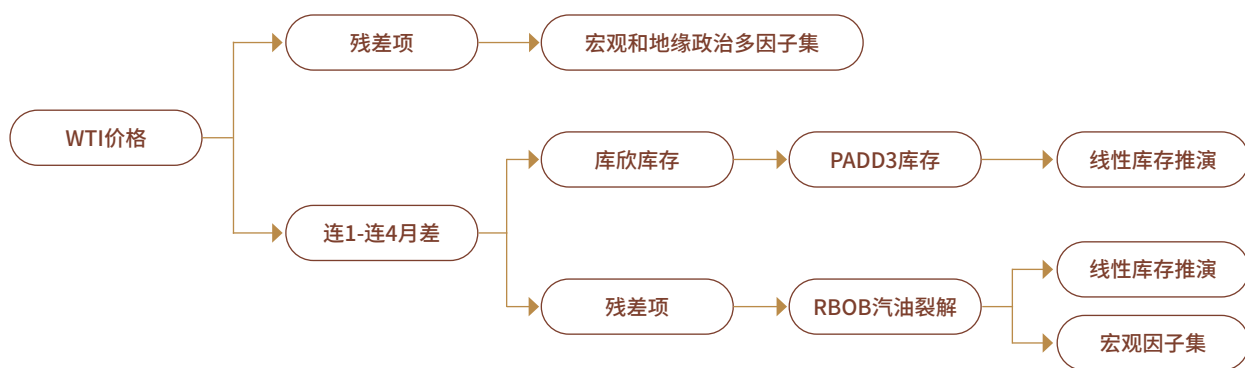 残差项
宏观和地缘政治多因子集
WTI价格
库欣库存
PADD3库存
线性库存推演
连1-连4月差
线性库存推演
残差项
RBOB汽油裂解
宏观因子集